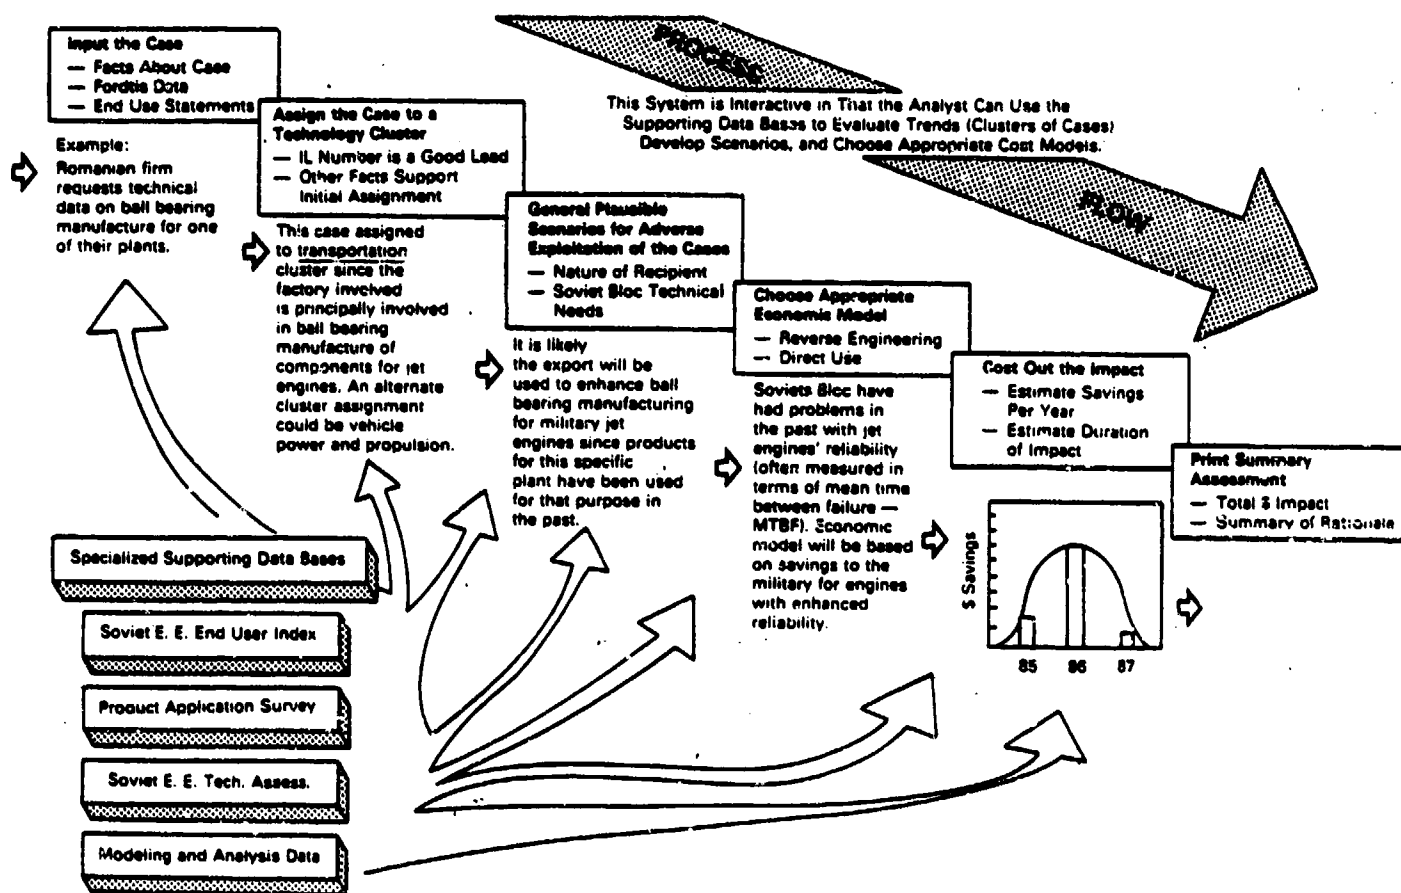 Input the Case
— Facts About Case
— Fordtis Data
— End Use Statements
Example:
Romanian firm
requests technical
data on ball bearing
manufacture for one
of their plants.
Assign the Case to a
Technology Cluster
— IL Number is a Good Lead
— Other Facts Support
Initial Assignment
This case assigned
to transportation
cluster since the
factory involved
is principally involved
in ball bearing
manufacture of
components for jet
engines. An alternate
cluster assignment
could be vehicle
power and propulsion.
PROCESS
This System is Interactive in That the Analyst Can Use the
Supporting Data Bases to Evaluate Trends (Clusters of Cases)
Develop Scenarios, and Choose Appropriate Cost Models.
FLOW
General Plausible
Scenarios for Adverse
Exploitation of the Cases
— Nature of Recipient
— Soviet Bloc Technical
Needs
It is likely
the export will be
used to enhance ball
bearing manufacturing
for military jet
engines since products
for this specific
plant have been used
for that purpose in
the past.
Choose Appropriate
Economic Model
— Reverse Engineering
— Direct Use
Soviets Bloc have
had problems in
the past with jet
engines' reliability
(often measured in
terms of mean time
between failure —
MTBF). Economic
model will be based
on savings to the
military for engines
with enhanced
reliability.
Cost Out the Impact
— Estimate Savings
Per Year
— Estimate Duration
of Impact
$ Savings
85 86 87
Print Summary
Assessment
— Total $ Impact
— Summary of Rationale
Specialized Supporting Data Bases
Soviet E. E. End User Index
Product Application Survey
Soviet E. E. Tech. Assess.
Modeling and Analysis Data